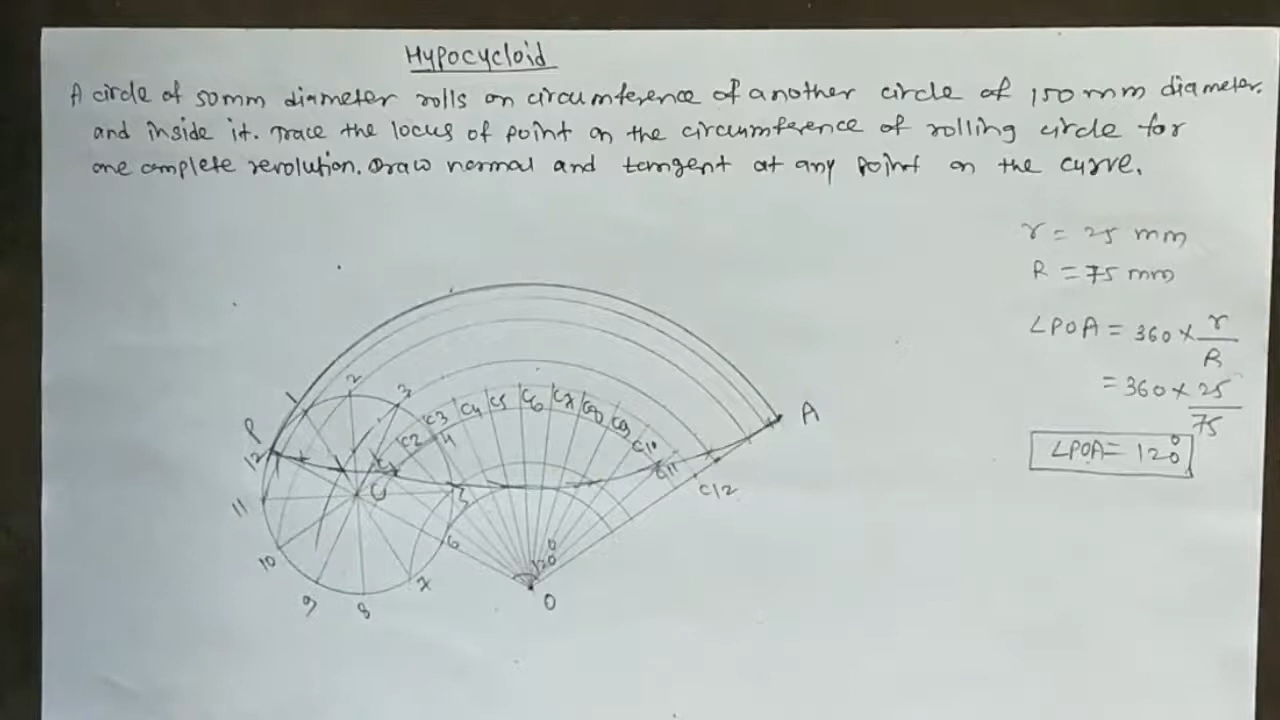 Hypocycloid
A circle of 50mm diameter rolls on circumference of another circle of 150 mm diameter.
and inside it. Trace the locus of point on the circumference of rolling circle for
one complete revolution. Draw normal and tangent at any point on the curve.
r = 25 mm
R = 75 mm
∠POA = 360 × r/R
= 360 × 25/75
∠POA = 120°
P
1
2
3
4
5
6
7
8
9
10
11
12
C
C1
C2
C3
C4
C5
C6
C7
C8
C9
C10
C11
C12
A
120°
O